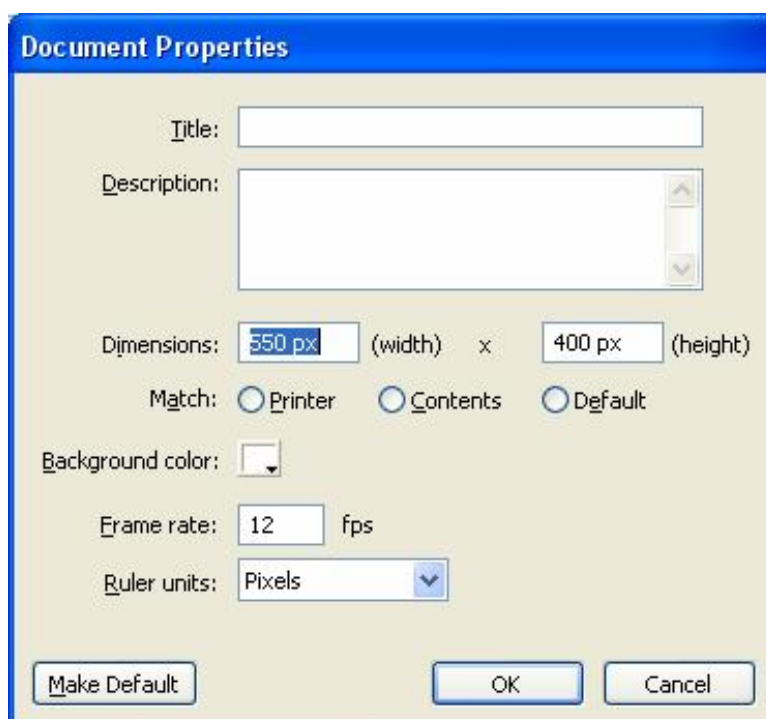 Document Properties
Title:
Description:
Dimensions: 550 px (width) x 400 px (height)
Match: Printer Contents Default
Background color:
Frame rate: 12 fps
Ruler units: Pixels
Make Default OK Cancel